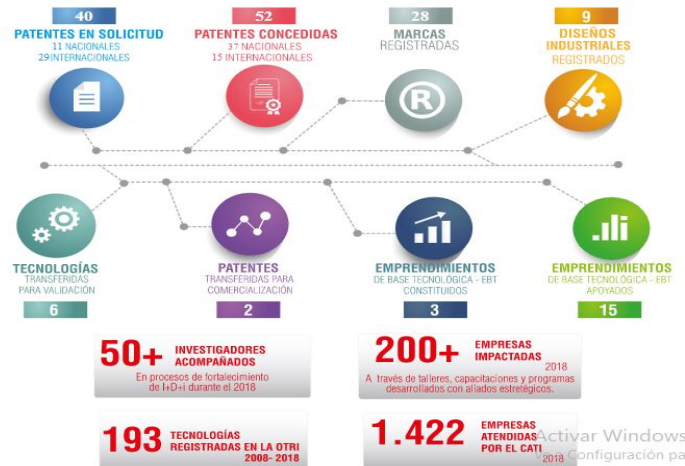 40
PATENTES EN SOLICITUD
11 NACIONALES
29 INTERNACIONALES
52
PATENTES CONCEDIDAS
37 NACIONALES
15 INTERNACIONALES
28
MARCAS
REGISTRADAS
9
DISEÑOS
INDUSTRIALES
REGISTRADOS
®
TECNOLOGÍAS
TRANSFERIDAS
PARA VALIDACIÓN
6
PATENTES
TRANSFERIDAS PARA
COMERCIALIZACIÓN
2
EMPRENDIMIENTOS
DE BASE TECNOLÓGICA - EBT
CONSTITUIDOS
3
EMPRENDIMIENTOS
DE BASE TECNOLÓGICA - EBT
APOYADOS
15
50+ INVESTIGADORES
ACOMPAÑADOS
En procesos de fortalecimiento
de I+D+i durante el 2018
200+ EMPRESAS
IMPACTADAS
2018
A través de talleres, capacitaciones y programas
desarrollados con aliados estretégicos.
193 TECNOLOGÍAS
REGISTRADAS EN LA OTRI
2008- 2018
1.422 EMPRESAS
ATENDIDAS
POR EL CATI
2018
Activar Windows
Configuración pa